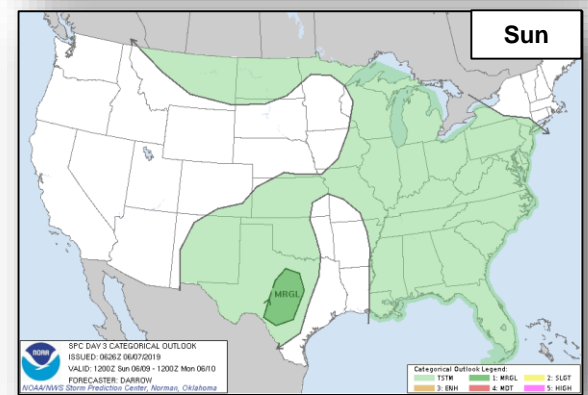 Sun
MRGL
NOAA
SPC DAY 3 CATEGORICAL OUTLOOK
ISSUED: 0626Z 06/07/2019
VALID: 1200Z Sun 06/09 - 1200Z Mon 06/10
FORECASTER: DARROW
NOAA/NWS Storm Prediction Center, Norman, Oklahoma
Categorical Outlook Legend:
TSTM 1: MRGL 2: SLGT
3: ENH 4: MDT 5: HIGH